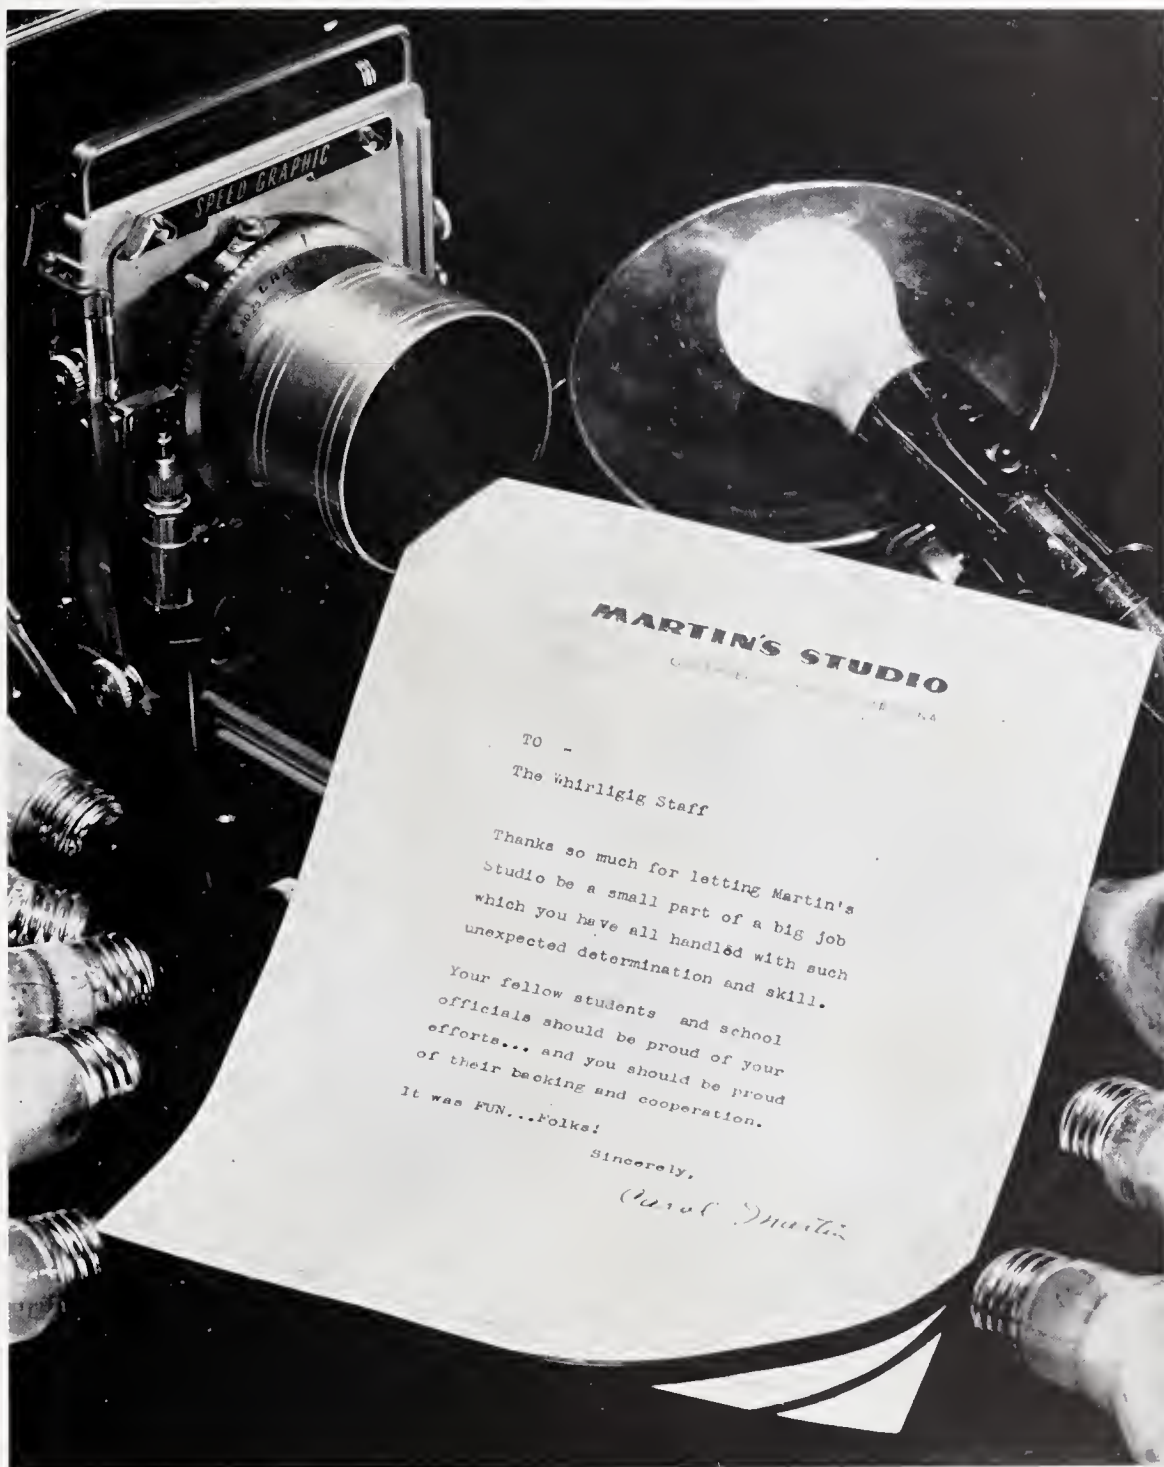 SPEED GRAPHIC
MARTIN'S STUDIO
TO -
The Whirligig Staff
Thanks so much for letting Martin's
Studio be a small part of a big job
which you have all handled with such
unexpected determination and skill.
Your fellow students and school
officials should be proud of your
efforts... and you should be proud
of their backing and cooperation.
It was FUN...Folks!
Sincerely,
Carol Martin